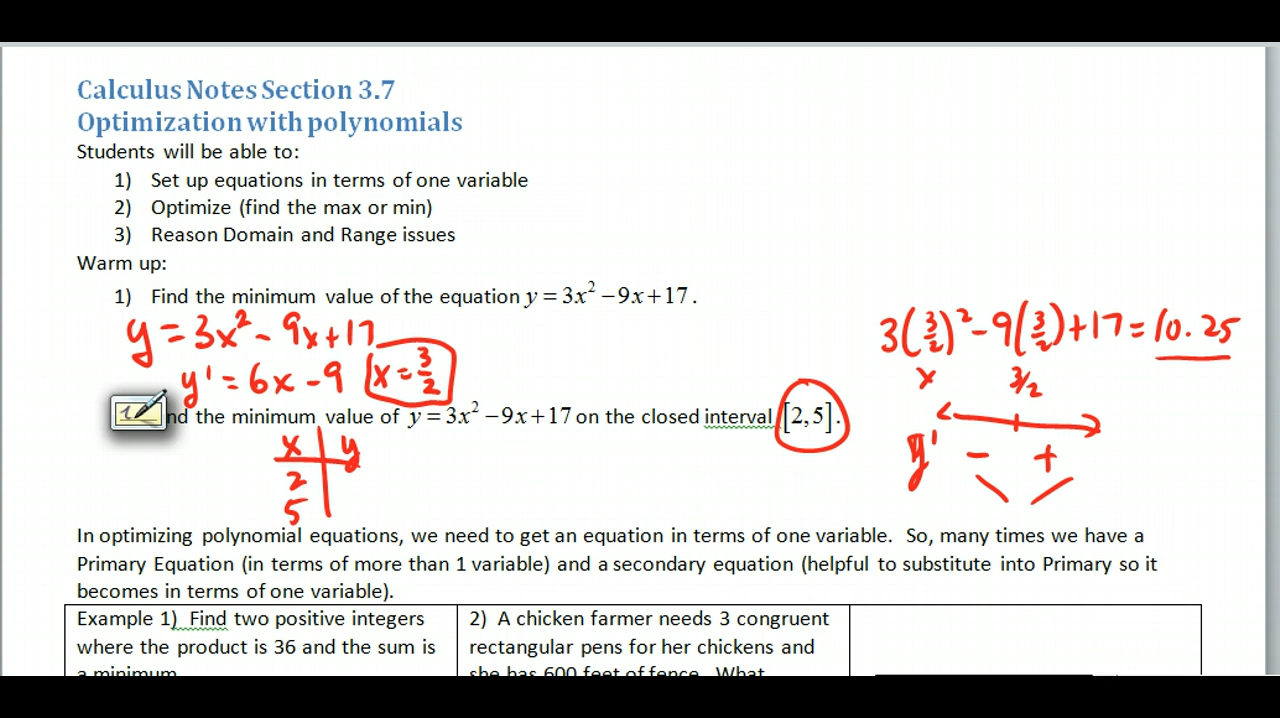 Calculus Notes Section 3.7
Optimization with polynomials
Students will be able to:
1) Set up equations in terms of one variable
2) Optimize (find the max or min)
3) Reason Domain and Range issues
Warm up:
1) Find the minimum value of the equation y = 3x² − 9x + 17.
y = 3x² - 9x + 17
y' = 6x - 9 x = 3/2
3(3/2)² - 9(3/2) + 17 = 10.25
x 3/2
nd the minimum value of y = 3x² − 9x + 17 on the closed interval [2,5].
y' - +
x y
2
5
In optimizing polynomial equations, we need to get an equation in terms of one variable. So, many times we have a
Primary Equation (in terms of more than 1 variable) and a secondary equation (helpful to substitute into Primary so it
becomes in terms of one variable).
Example 1) Find two positive integers
where the product is 36 and the sum is
a minimum
2) A chicken farmer needs 3 congruent
rectangular pens for her chickens and
she has 600 feet of fence. What